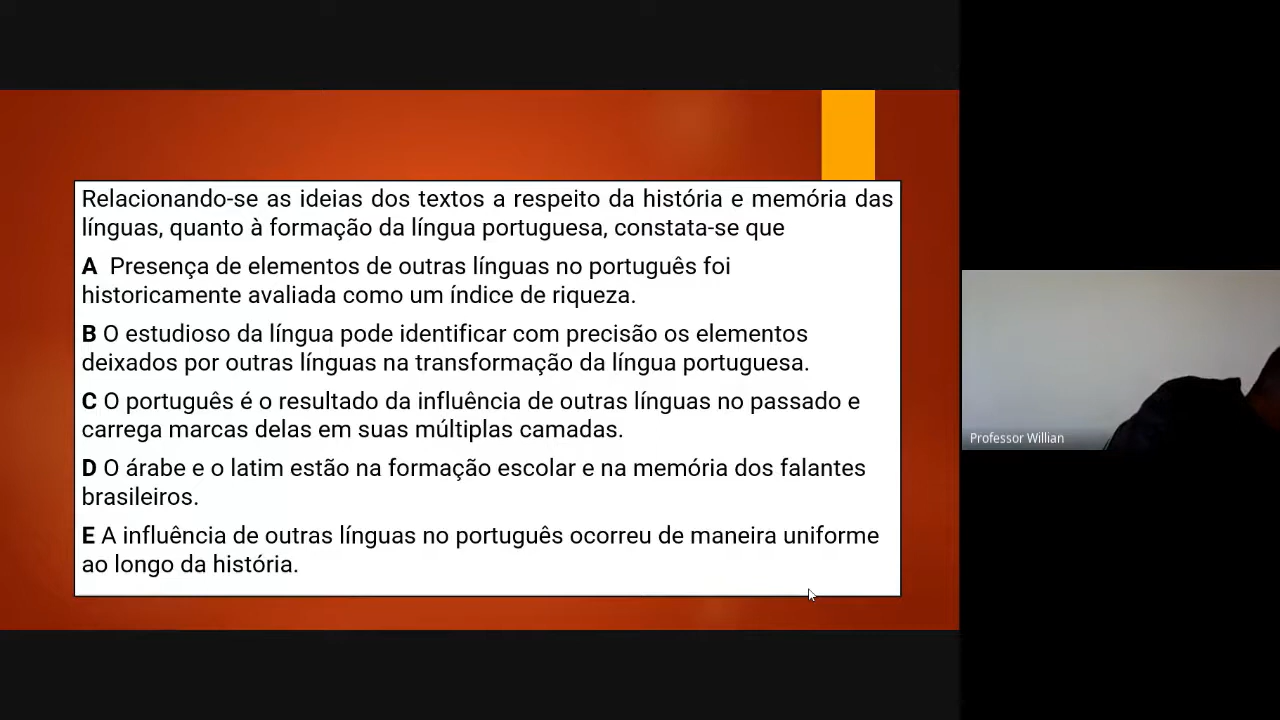 Relacionando-se as ideias dos textos a respeito da história e memória das
línguas, quanto à formação da língua portuguesa, constata-se que
A Presença de elementos de outras línguas no português foi
historicamente avaliada como um índice de riqueza.
B O estudioso da língua pode identificar com precisão os elementos
deixados por outras línguas na transformação da língua portuguesa.
C O português é o resultado da influência de outras línguas no passado e
carrega marcas delas em suas múltiplas camadas.
D O árabe e o latim estão na formação escolar e na memória dos falantes
brasileiros.
E A influência de outras línguas no português ocorreu de maneira uniforme
ao longo da história.
Professor Willian